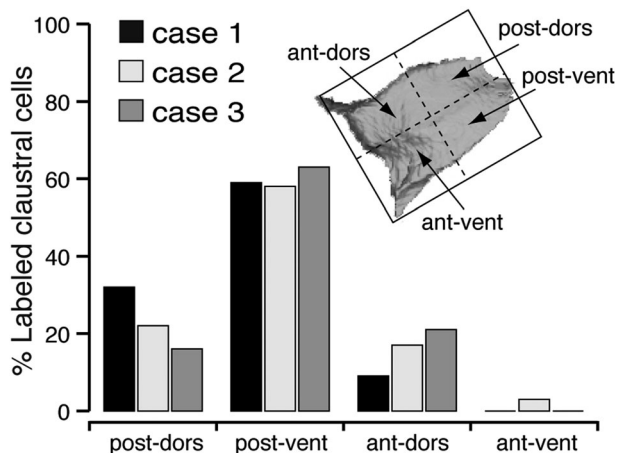 % Labeled claustral cells
100
80
60
40
20
0
case 1
case 2
case 3
ant-dors
post-dors
post-vent
ant-vent
post-dors
post-vent
ant-dors
ant-vent